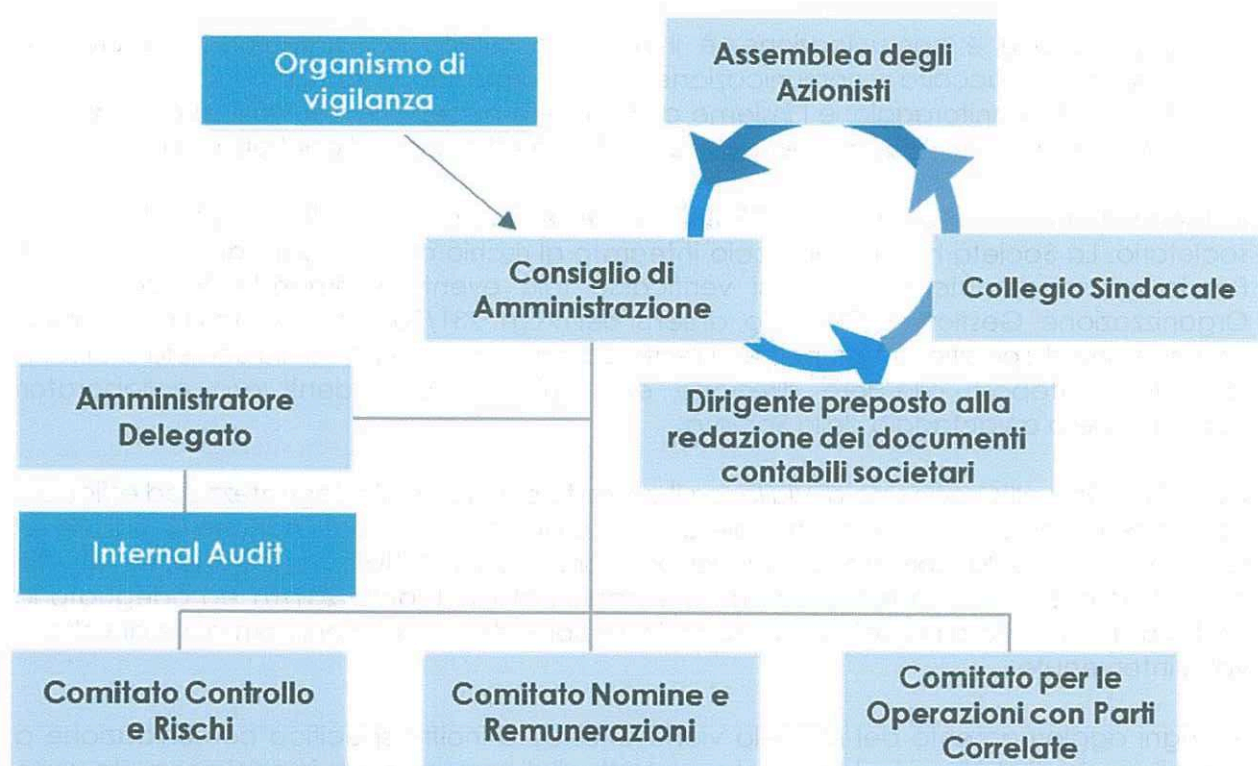 Organismo di
vigilanza
Assemblea degli
Azionisti
Consiglio di
Amministrazione
Collegio Sindacale
Amministratore
Delegato
Dirigente preposto alla
redazione dei documenti
contabili societari
Internal Audit
Comitato Controllo
e Rischi
Comitato Nomine e
Remunerazioni
Comitato per le
Operazioni con Parti
Correlate